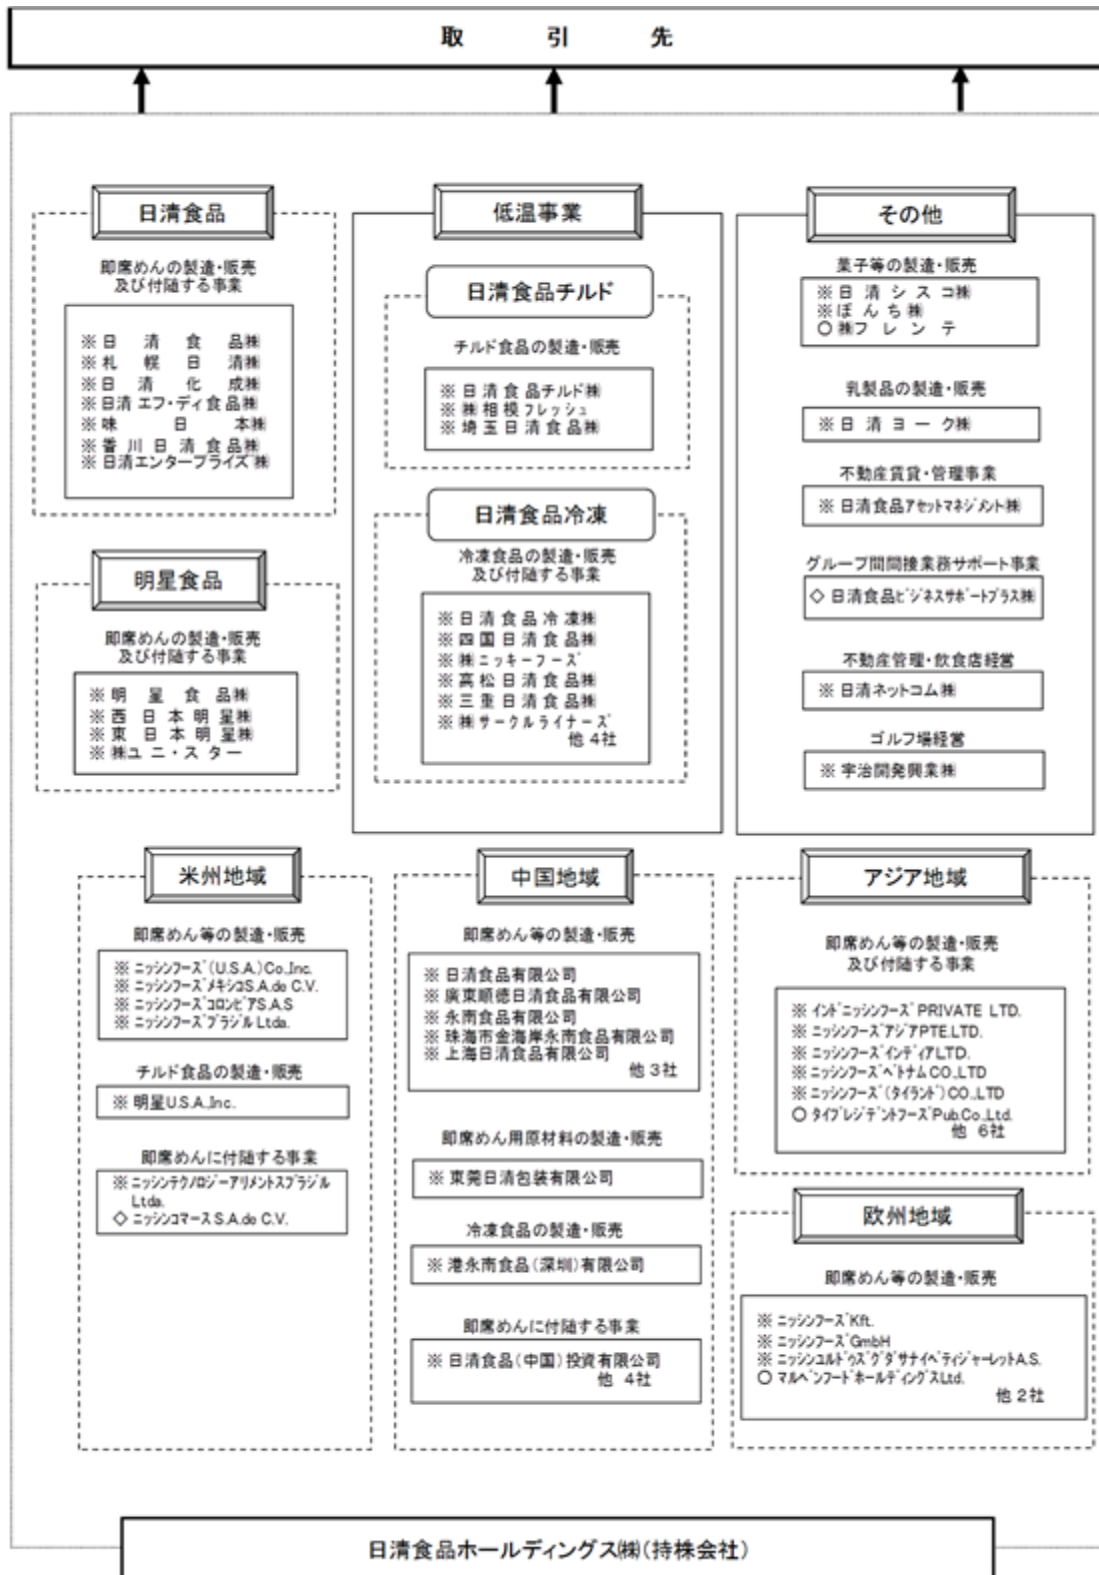 取 引 先
日清食品
即席めんの製造・販売
及び付随する事業
※日 清 食 品㈱
※札 幌 日 清㈱
※日 清 化 成㈱
※日清エフ・ディ食品㈱
※味 日 本㈱
※香 川 日 清 食 品㈱
※日清エンタープライズ㈱
明星食品
即席めんの製造・販売
及び付随する事業
※明 星 食 品㈱
※西 日 本 明 星㈱
※東 日 本 明 星㈱
※㈱ユ ニ・ス タ ー
低温事業
日清食品チルド
チルド食品の製造・販売
※日 清 食 品 チルド㈱
※㈱ 相 模 フレッシュ
※埼 玉 日 清 食 品㈱
日清食品冷凍
冷凍食品の製造・販売
及び付随する事業
※日 清 食 品 冷 凍㈱
※四 国 日 清 食 品㈱
※㈱ニ ッ キ ー フ ー ズ
※高 松 日 清 食 品㈱
※三 重 日 清 食 品㈱
※㈱サ ー ク ル ラ イ ナ ー ズ
他 4社
その他
菓子等の製造・販売
※日 清 シ ス コ㈱
※ぼ ん ち㈱
○㈱フ レ ン テ
乳製品の製造・販売
※日 清 ヨ ー ク㈱
不動産賃貸・管理事業
※日清食品アセットマネジメント㈱
グループ間間接業務サポート事業
◇日清食品ビジネスサポートプラス㈱
不動産管理・飲食店経営
※日清ネットコム㈱
ゴルフ場経営
※宇治開発興業㈱
米州地域
即席めん等の製造・販売
※ニッシンフーズ(U.S.A.)Co.,Inc.
※ニッシンフーズメキシコS.A.de C.V.
※ニッシンフーズコロンビアS.A.S
※ニッシンフーズブラジル Ltda.
チルド食品の製造・販売
※明星U.S.A.,Inc.
即席めんに付随する事業
※ニッシンテクノロジーアリメントスブラジル
Ltda.
◇ニッシンコマース S.A.de C.V.
中国地域
即席めん等の製造・販売
※日清食品有限公司
※廣東順徳日清食品有限公司
※永南食品有限公司
※珠海市金海岸永南食品有限公司
※上海日清食品有限公司
他 3社
即席めん用原材料の製造・販売
※東莞日清包装有限公司
冷凍食品の製造・販売
※港永南食品(深圳)有限公司
即席めんに付随する事業
※日清食品(中国)投資有限公司
他 4社
アジア地域
即席めん等の製造・販売
及び付随する事業
※インドニッシンフーズ PRIVATE LTD.
※ニッシンフーズアジアPTE.LTD.
※ニッシンフーズインディアLTD.
※ニッシンフーズベトナムCO.,LTD
※ニッシンフーズ(タイランド)CO.,LTD
○タイプレジデントフーズPub.Co.,Ltd.
他 6社
欧州地域
即席めん等の製造・販売
※ニッシンフーズKft.
※ニッシンフーズGmbH
※ニッシンユルドゥズグダサナイベティジャーレットA.S.
○マルベンフードホールディングスLtd.
他 2社
日清食品ホールディングス㈱(持株会社)